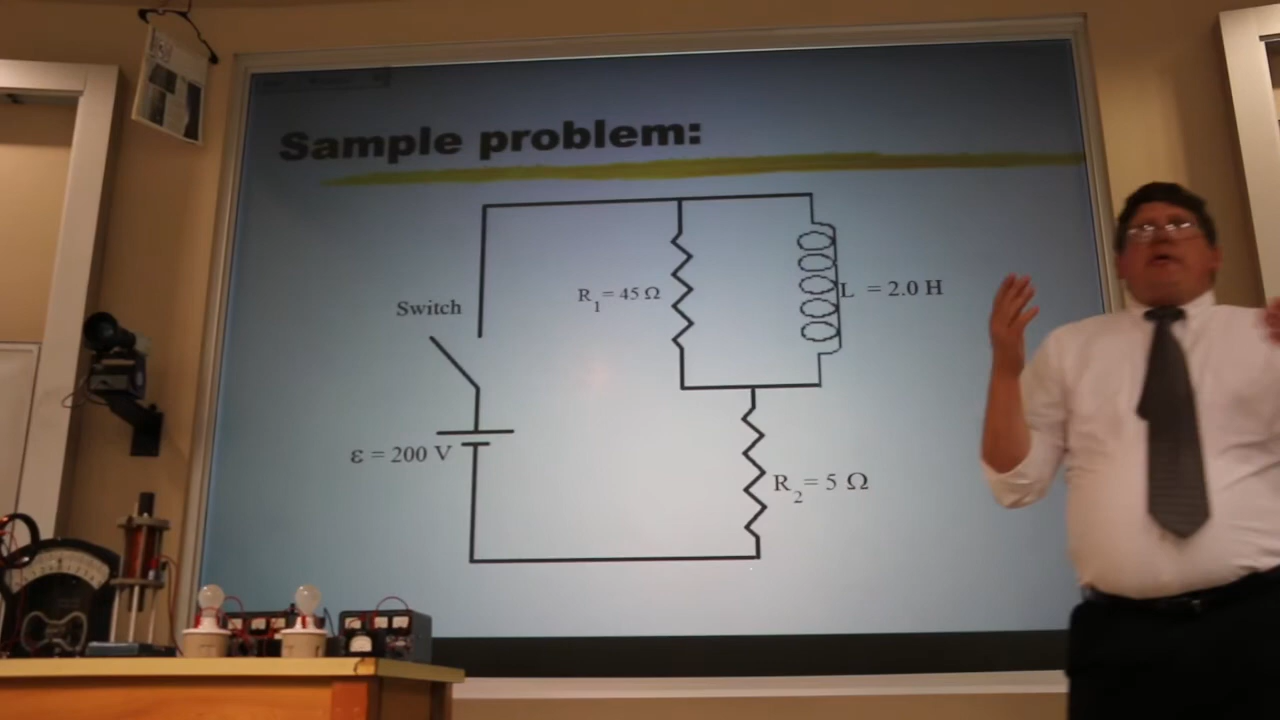 Sample problem:
R₁ = 45 Ω
L = 2.0 H
Switch
ε = 200 V
R₂ = 5 Ω